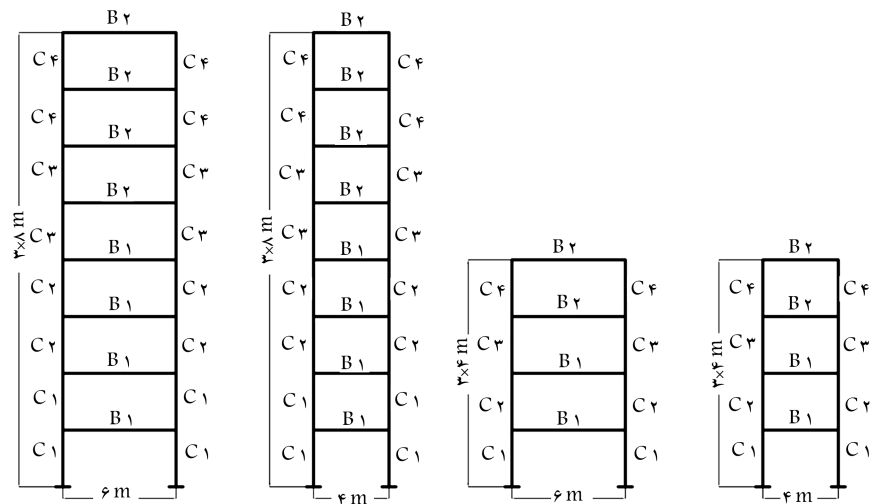 B ۲
C ۴ B ۲ C ۴
C ۴ B ۲ C ۴
C ۳ B ۲ C ۳
C ۳ B ۱ C ۳
C ۲ B ۱ C ۲
C ۲ B ۱ C ۲
C ۱ B ۱ C ۱
C ۱ C ۱
۳×۸ m
۶ m
B ۲
C ۴ B ۲ C ۴
C ۴ B ۲ C ۴
C ۳ B ۲ C ۳
C ۳ B ۱ C ۳
C ۲ B ۱ C ۲
C ۲ B ۱ C ۲
C ۱ B ۱ C ۱
C ۱ C ۱
۳×۸ m
۴ m
B ۲
C ۴ B ۲ C ۴
C ۳ B ۱ C ۳
C ۲ B ۱ C ۲
C ۱ C ۱
۳×۴ m
۶ m
B ۲
C ۴ B ۲ C ۴
C ۳ B ۱ C ۳
C ۲ B ۱ C ۲
C ۱ C ۱
۳×۴ m
۴ m